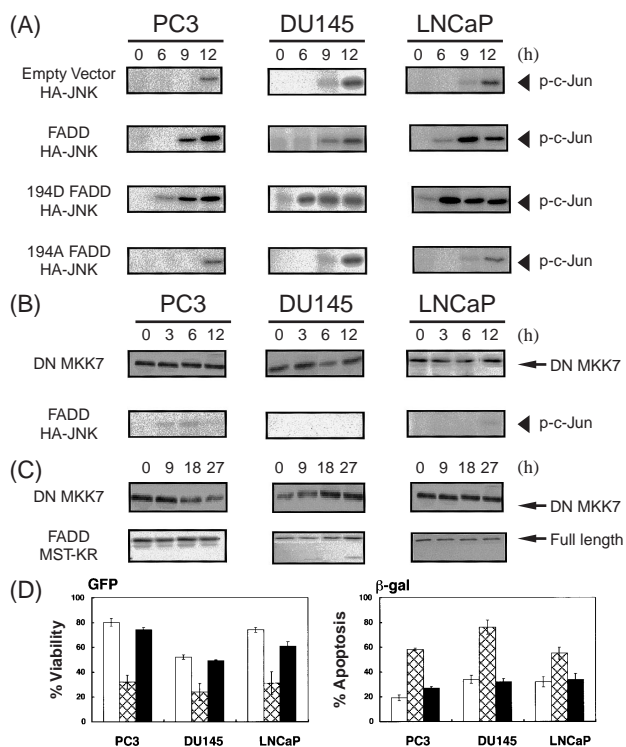 (A) PC3 DU145 LNCaP
0 6 9 12 0 6 9 12 0 6 9 12 (h)
Empty Vector
HA-JNK
p-c-Jun
FADD
HA-JNK
p-c-Jun
194D FADD
HA-JNK
p-c-Jun
194A FADD
HA-JNK
p-c-Jun
(B) PC3 DU145 LNCaP
0 3 6 12 0 3 6 12 0 3 6 12 (h)
DN MKK7 DN MKK7
FADD
HA-JNK
p-c-Jun
(C) 0 9 18 27 0 9 18 27 0 9 18 27 (h)
DN MKK7 DN MKK7
FADD
MST-KR
Full length
(D) GFP β-gal
100 100
80 80
60 60
40 40
20 20
0 0
% Viability % Apoptosis
PC3 DU145 LNCaP PC3 DU145 LNCaP